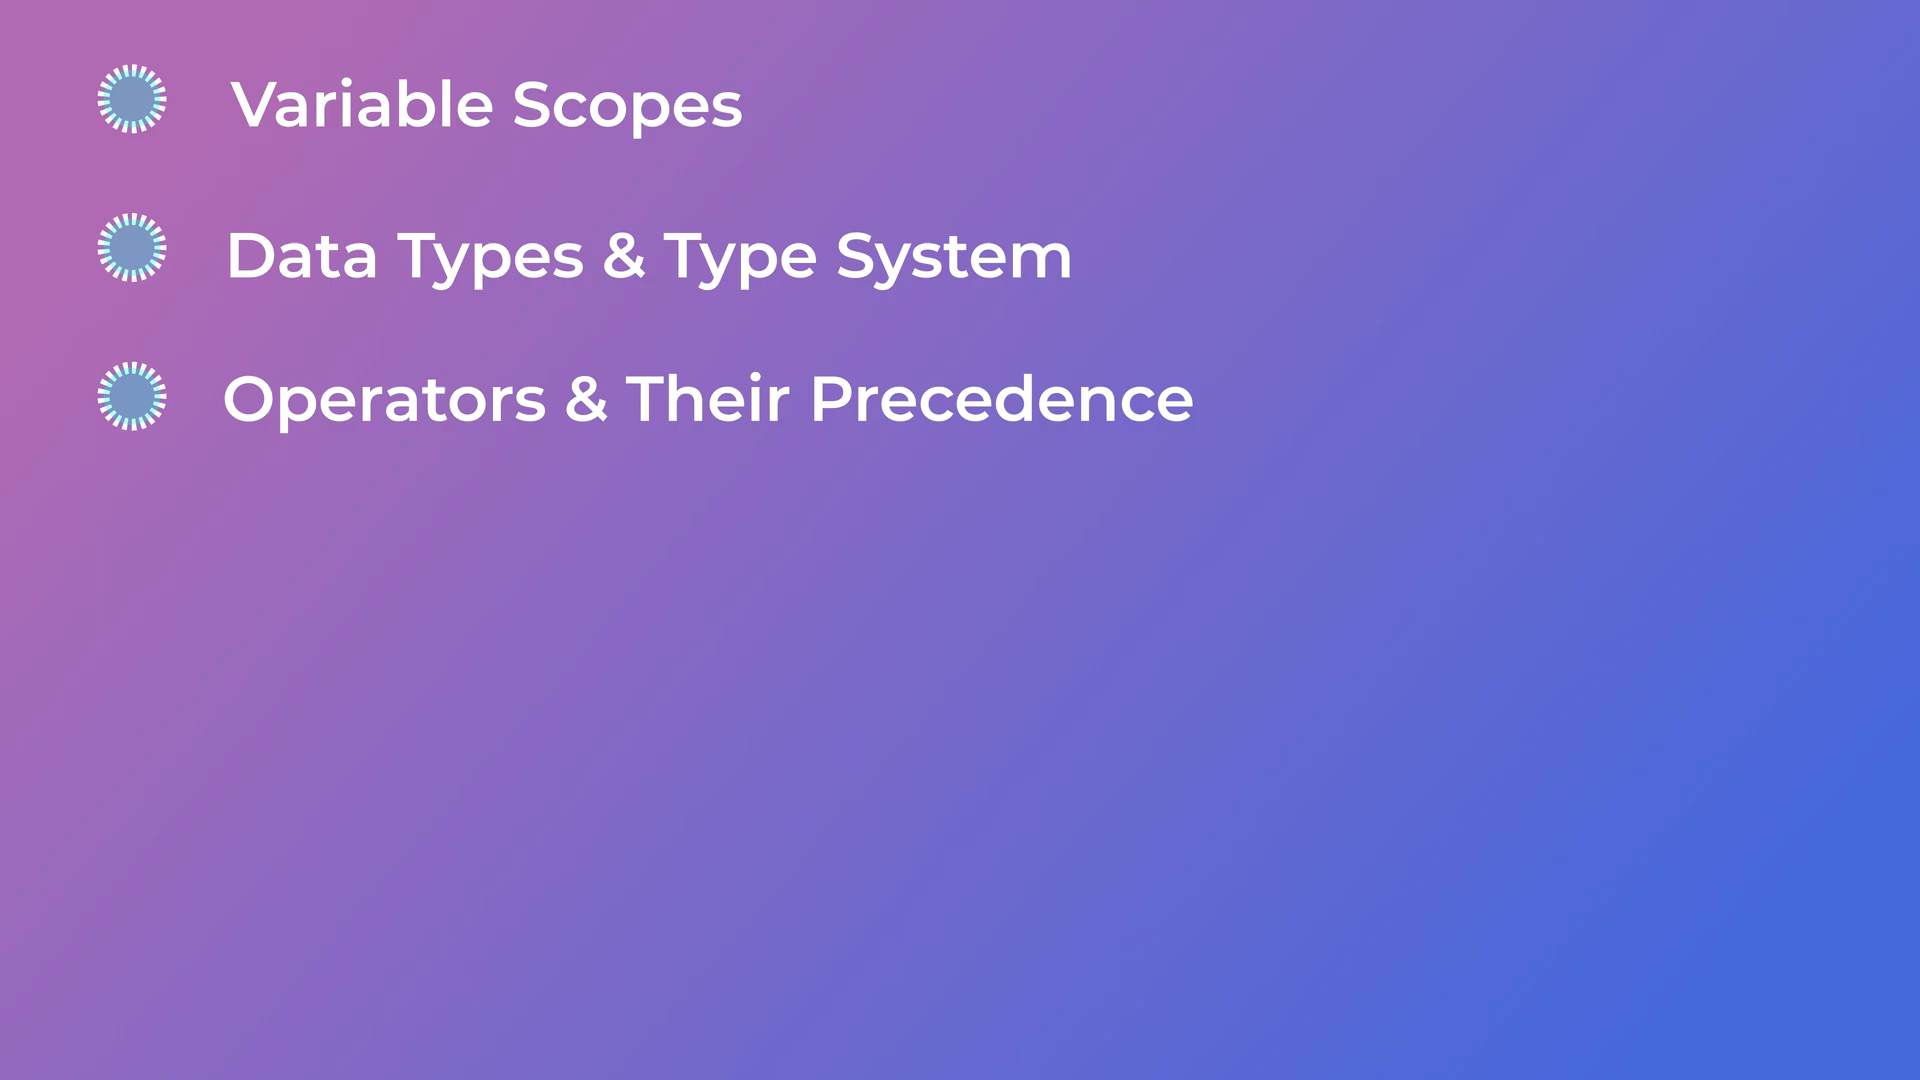 Variable Scopes
Data Types & Type System
Operators & Their Precedence